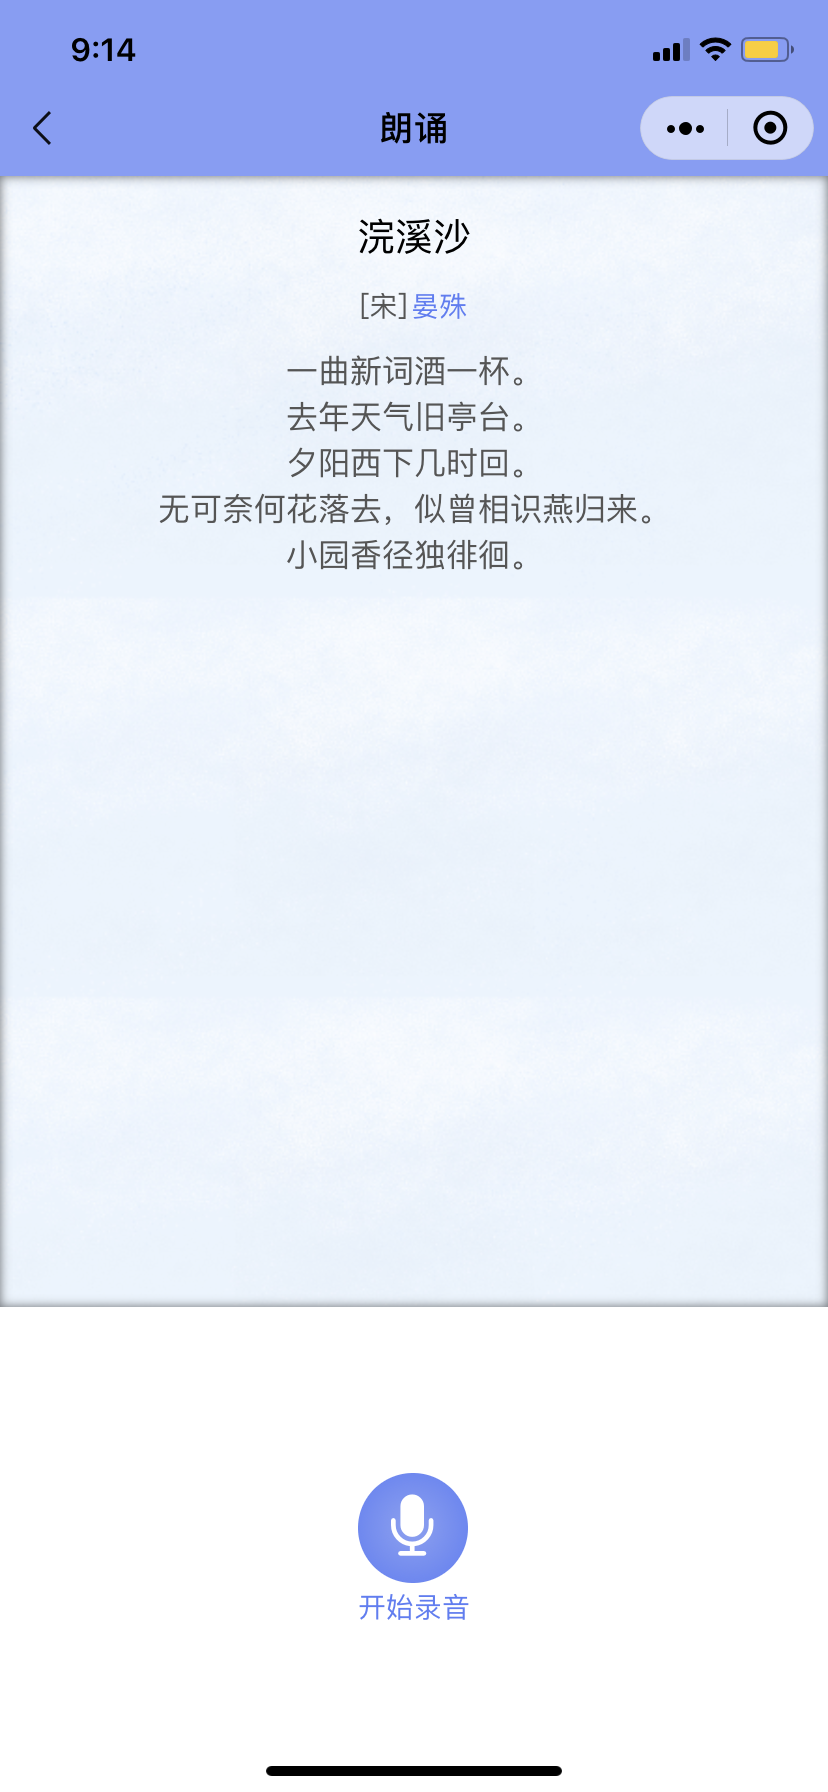 9:14
朗诵
浣溪沙
[宋]晏殊
一曲新词酒一杯。
去年天气旧亭台。
夕阳西下几时回。
无可奈何花落去，似曾相识燕归来。
小园香径独徘徊。
开始录音